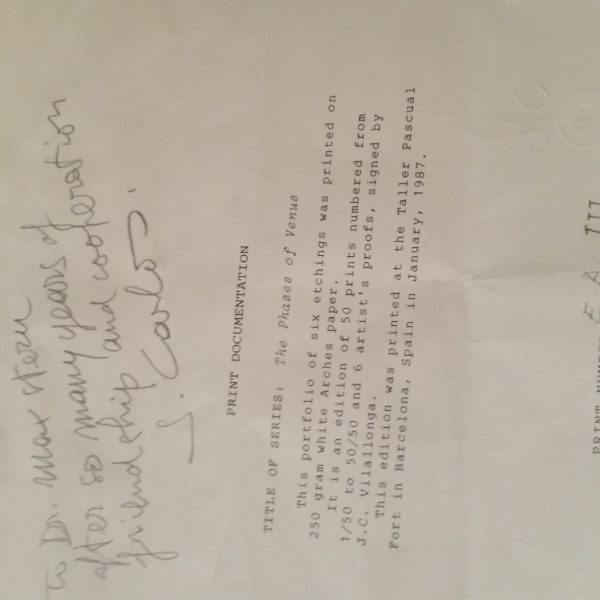 to Dr. Max Stern
after so many years of
friendship and cooperation
J. Carlos.
PRINT DOCUMENTATION
TITLE OF SERIES: The Phases of Venus
This portfolio of six etchings was printed on
250 gram white Arches paper.
It is an edition of 50 prints numbered from
1/50 to 50/50 and 6 artist's proofs, signed by
J.C. Vilallonga.
This edition was printed at the Taller Pascual
Fort in Barcelona, Spain in January, 1987.
PRINT E A III